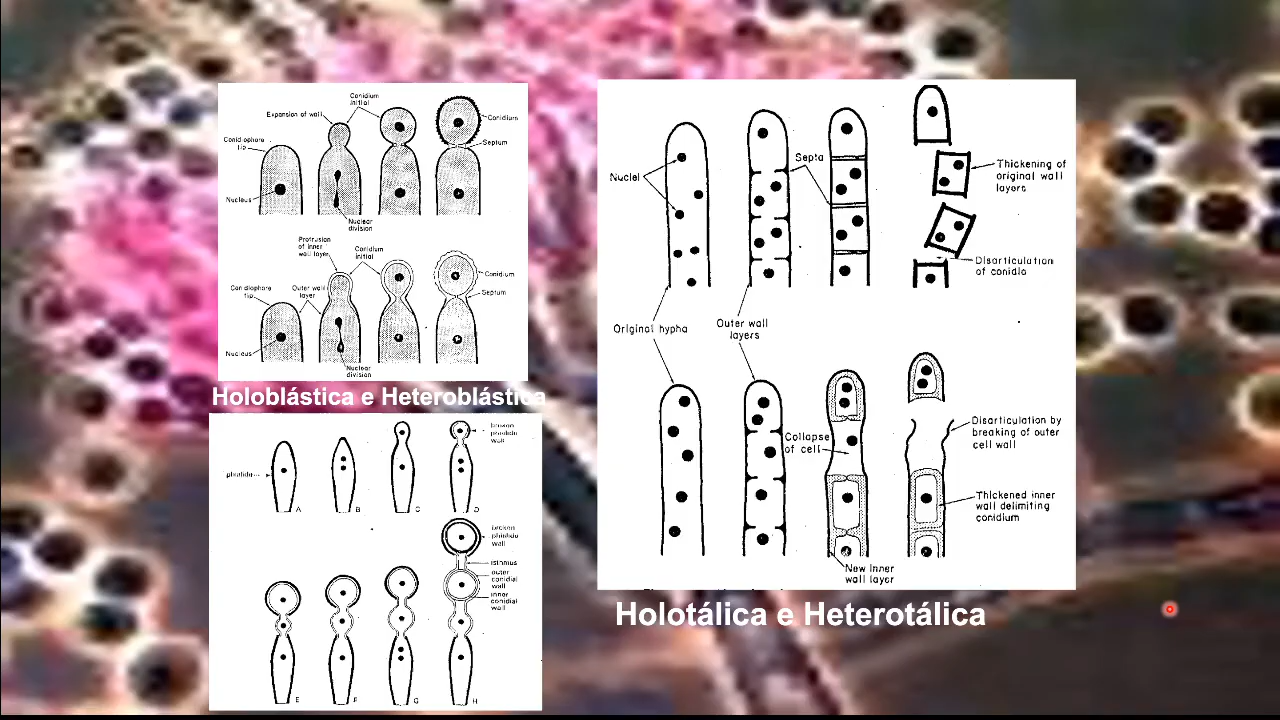 Conidium
initial
Expansion of wall
Conidium
Conidiophore
tip
Septum
Nucleus
Nuclear
division
Protrusion
of inner
wall layer
Conidium
initial
Conidium
Conidiophore
tip
Outer wall
layer
Septum
Nucleus
Nuclear
division
Holoblástica e Heteroblástica
wall
A
B
C
D
wall
isthmus
outer
conidial
wall
inner
conidial
wall
E
F
G
H
Nuclei
Septa
Thickening of
original wall
layers
Disarticulation
of conidia
Original hypha
Outer wall
layers
Collapse
of cell
Disarticulation by
breaking of outer
cell wall
Thickened inner
wall delimiting
conidium
New inner
wall layer
Holotálica e Heterotálica